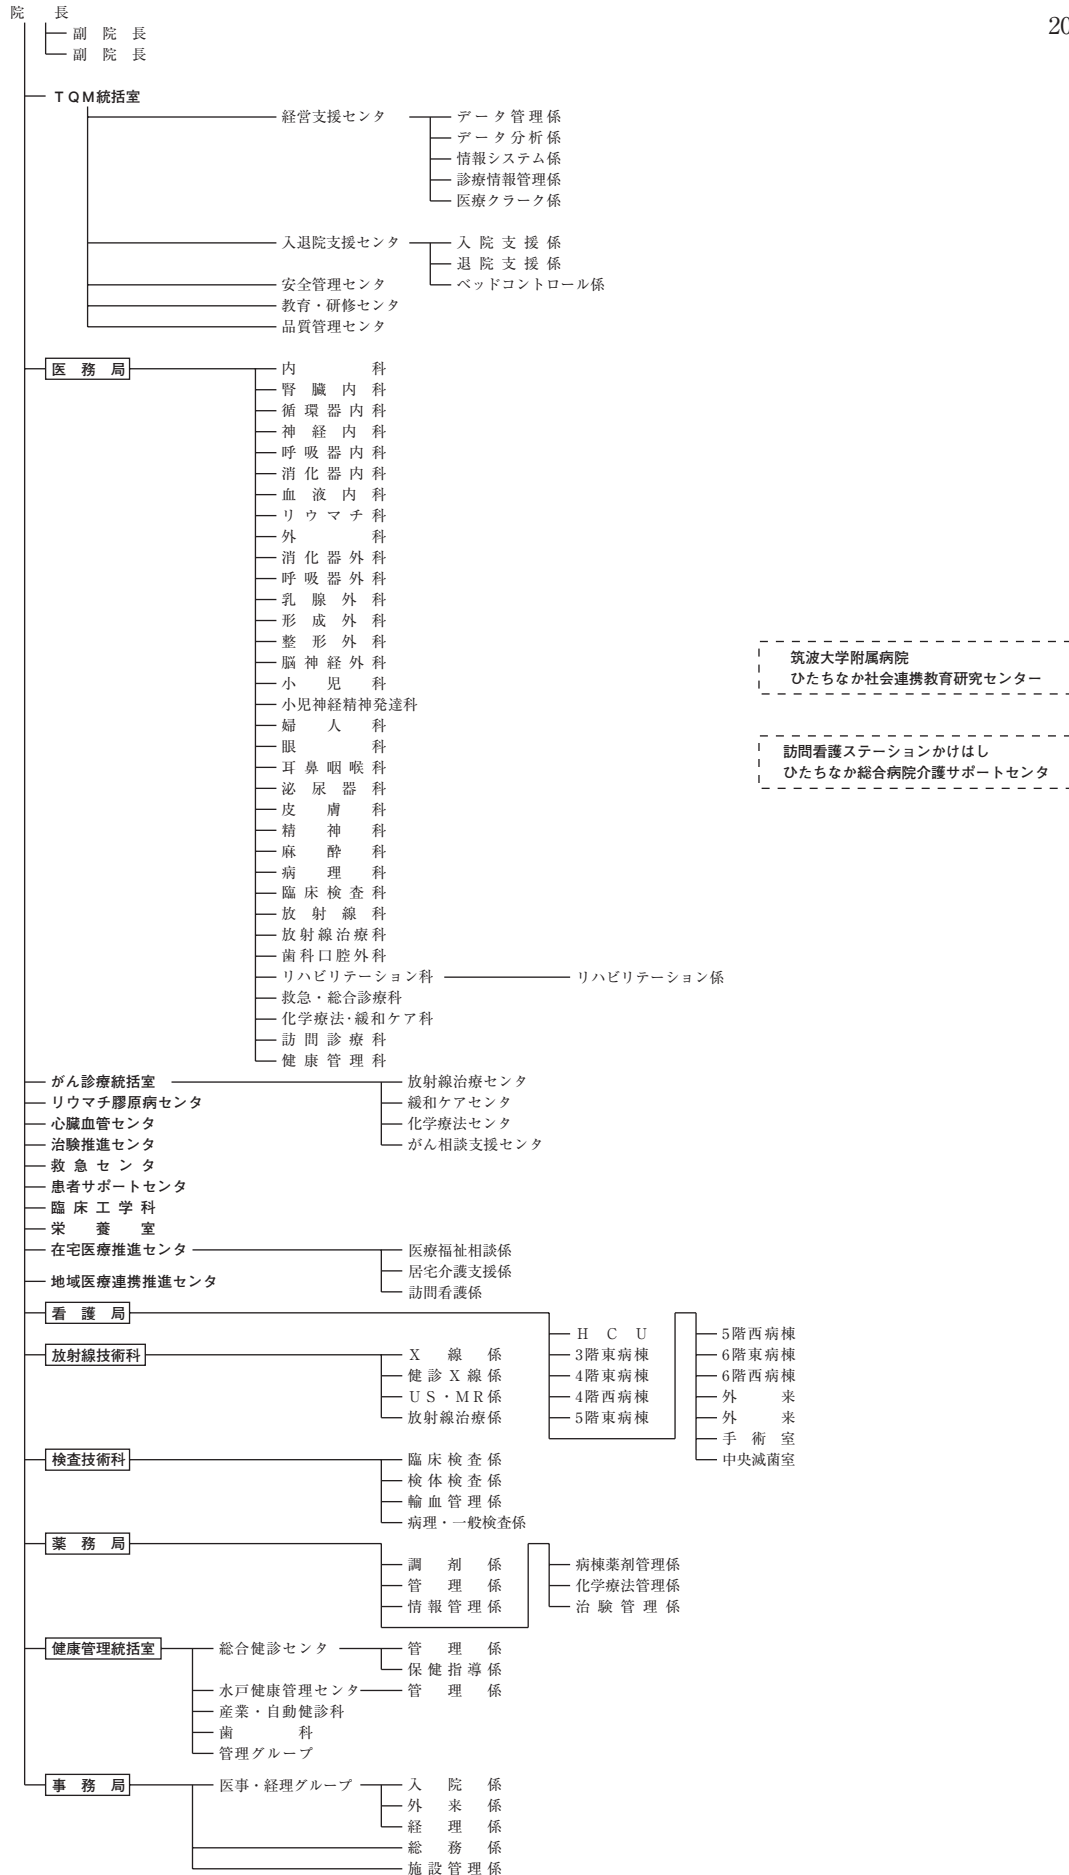 院長
20
副院長
副院長
TQM統括室
経営支援センタ
データ管理係
データ分析係
情報システム係
診療情報管理係
医療クラーク係
入退院支援センタ
入院支援係
退院支援係
ベッドコントロール係
安全管理センタ
教育・研修センタ
品質管理センタ
医務局
内科
腎臓内科
循環器内科
神経内科
呼吸器内科
消化器内科
血液内科
リウマチ科
外科
消化器外科
呼吸器外科
乳腺外科
形成外科
整形外科
脳神経外科
小児科
小児神経精神発達科
婦人科
眼科
耳鼻咽喉科
泌尿器科
皮膚科
精神科
麻酔科
病理科
臨床検査科
放射線科
放射線治療科
歯科口腔外科
リハビリテーション科
リハビリテーション係
救急・総合診療科
化学療法・緩和ケア科
訪問診療科
健康管理科
筑波大学附属病院
ひたちなか社会連携教育研究センター
訪問看護ステーションかけはし
ひたちなか総合病院介護サポートセンタ
がん診療統括室
放射線治療センタ
緩和ケアセンタ
化学療法センタ
がん相談支援センタ
リウマチ膠原病センタ
心臓血管センタ
治験推進センタ
救急センタ
患者サポートセンタ
臨床工学科
栄養室
在宅医療推進センタ
医療福祉相談係
居宅介護支援係
訪問看護係
地域医療連携推進センタ
看護局
HCU
3階東病棟
4階東病棟
4階西病棟
5階東病棟
5階西病棟
6階東病棟
6階西病棟
外来
外来
手術室
中央滅菌室
放射線技術科
X線係
健診X線係
US・MR係
放射線治療係
検査技術科
臨床検査係
検体検査係
輸血管理係
病理・一般検査係
薬務局
調剤係
管理係
情報管理係
病棟薬剤管理係
化学療法管理係
治験管理係
健康管理統括室
総合健診センタ
管理係
保健指導係
水戸健康管理センタ
管理係
産業・自動健診科
歯科
管理グループ
事務局
医事・経理グループ
入院係
外来係
経理係
総務係
施設管理係